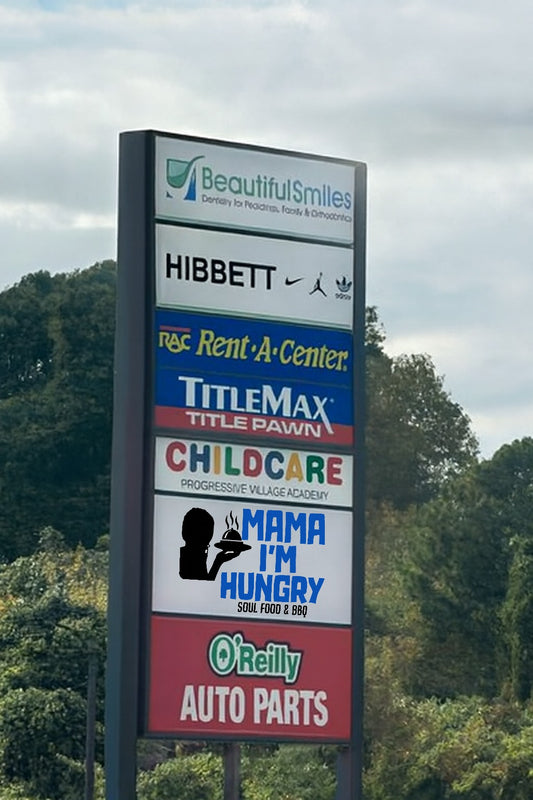 BeautifulSmiles
Dentistry for Pediatrics, Family & Orthodontics
HIBBETT
adidas
RAC Rent-A-Center
TITLEMAX
TITLE PAWN
CHILDCARE
PROGRESSIVE VILLAGE ACADEMY
MAMA
I'M
HUNGRY
SOUL FOOD & BBQ
O'Reilly
AUTO PARTS